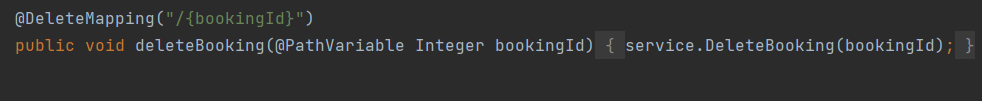 @DeleteMapping("/{bookingId}")
public void deleteBooking(@PathVariable Integer bookingId) { service.DeleteBooking(bookingId); }